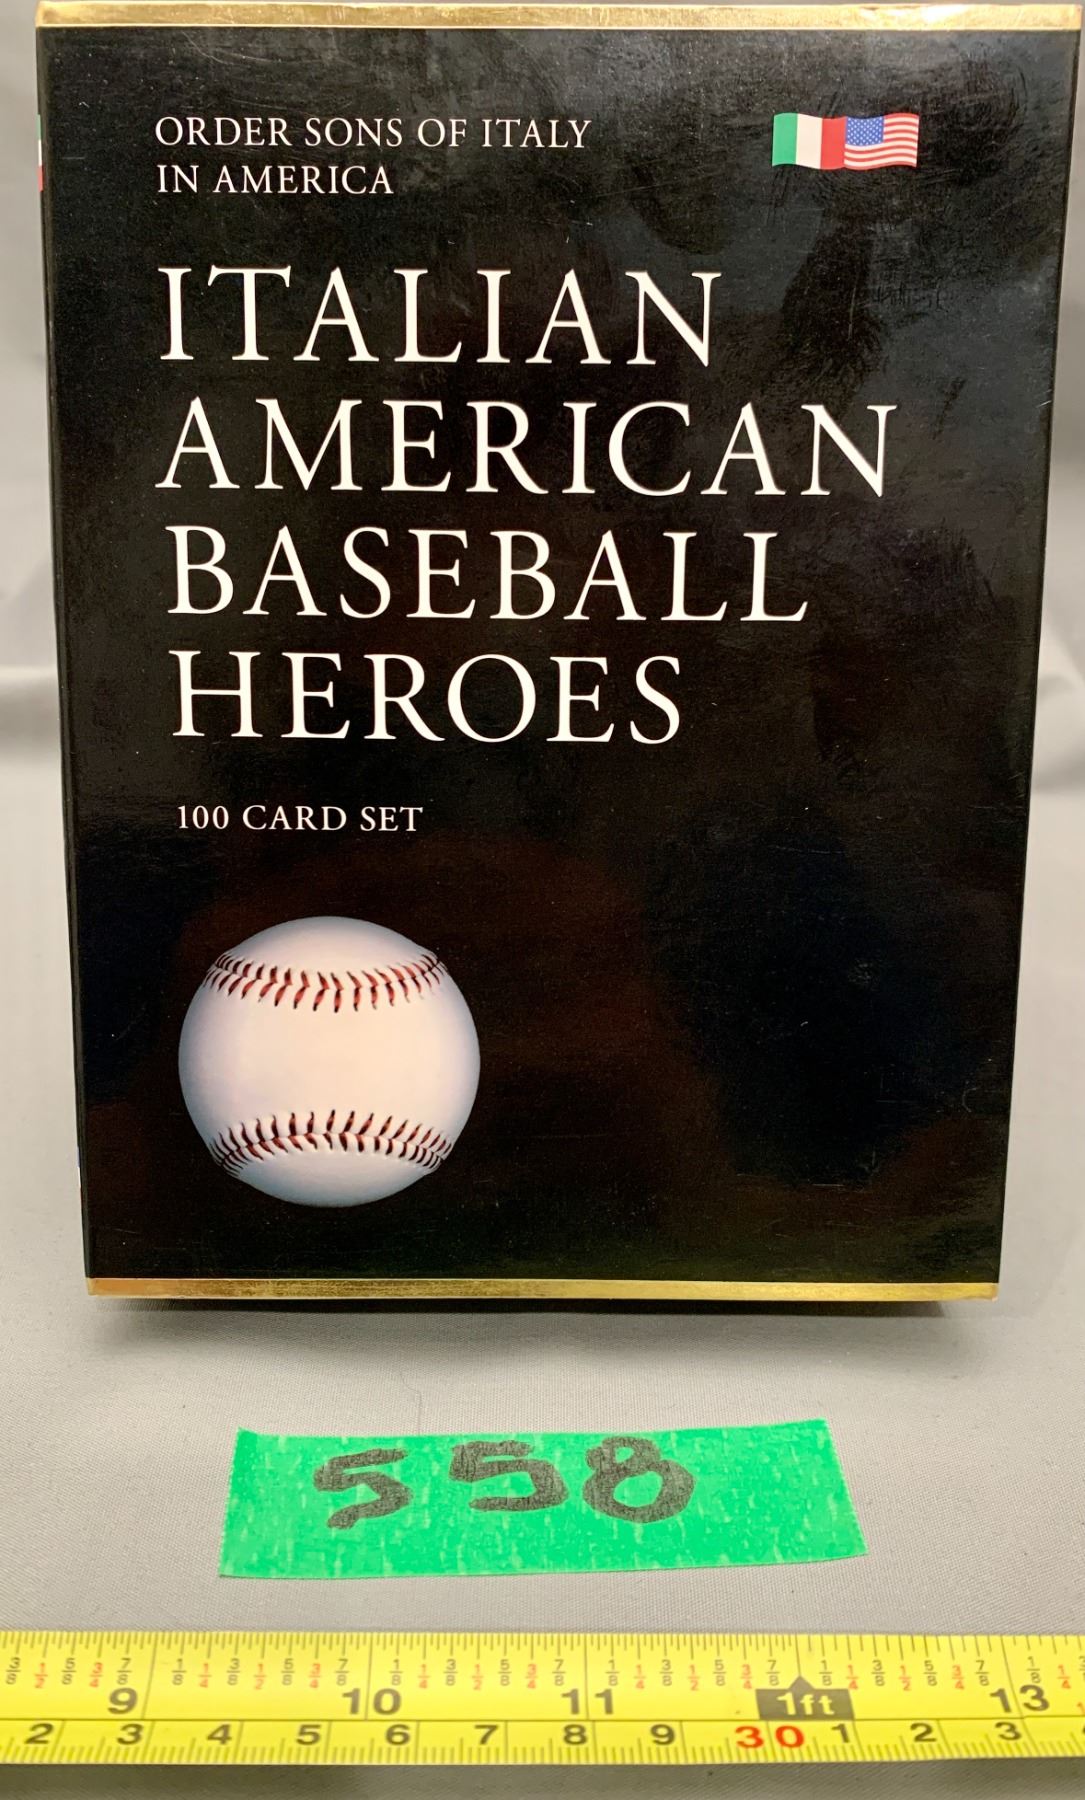 ORDER SONS OF ITALY
IN AMERICA
ITALIAN
AMERICAN
BASEBALL
HEROES
100 CARD SET
558
9 10 11 1ft 13
2 3 4 5 6 7 8 9 30 1 2 3